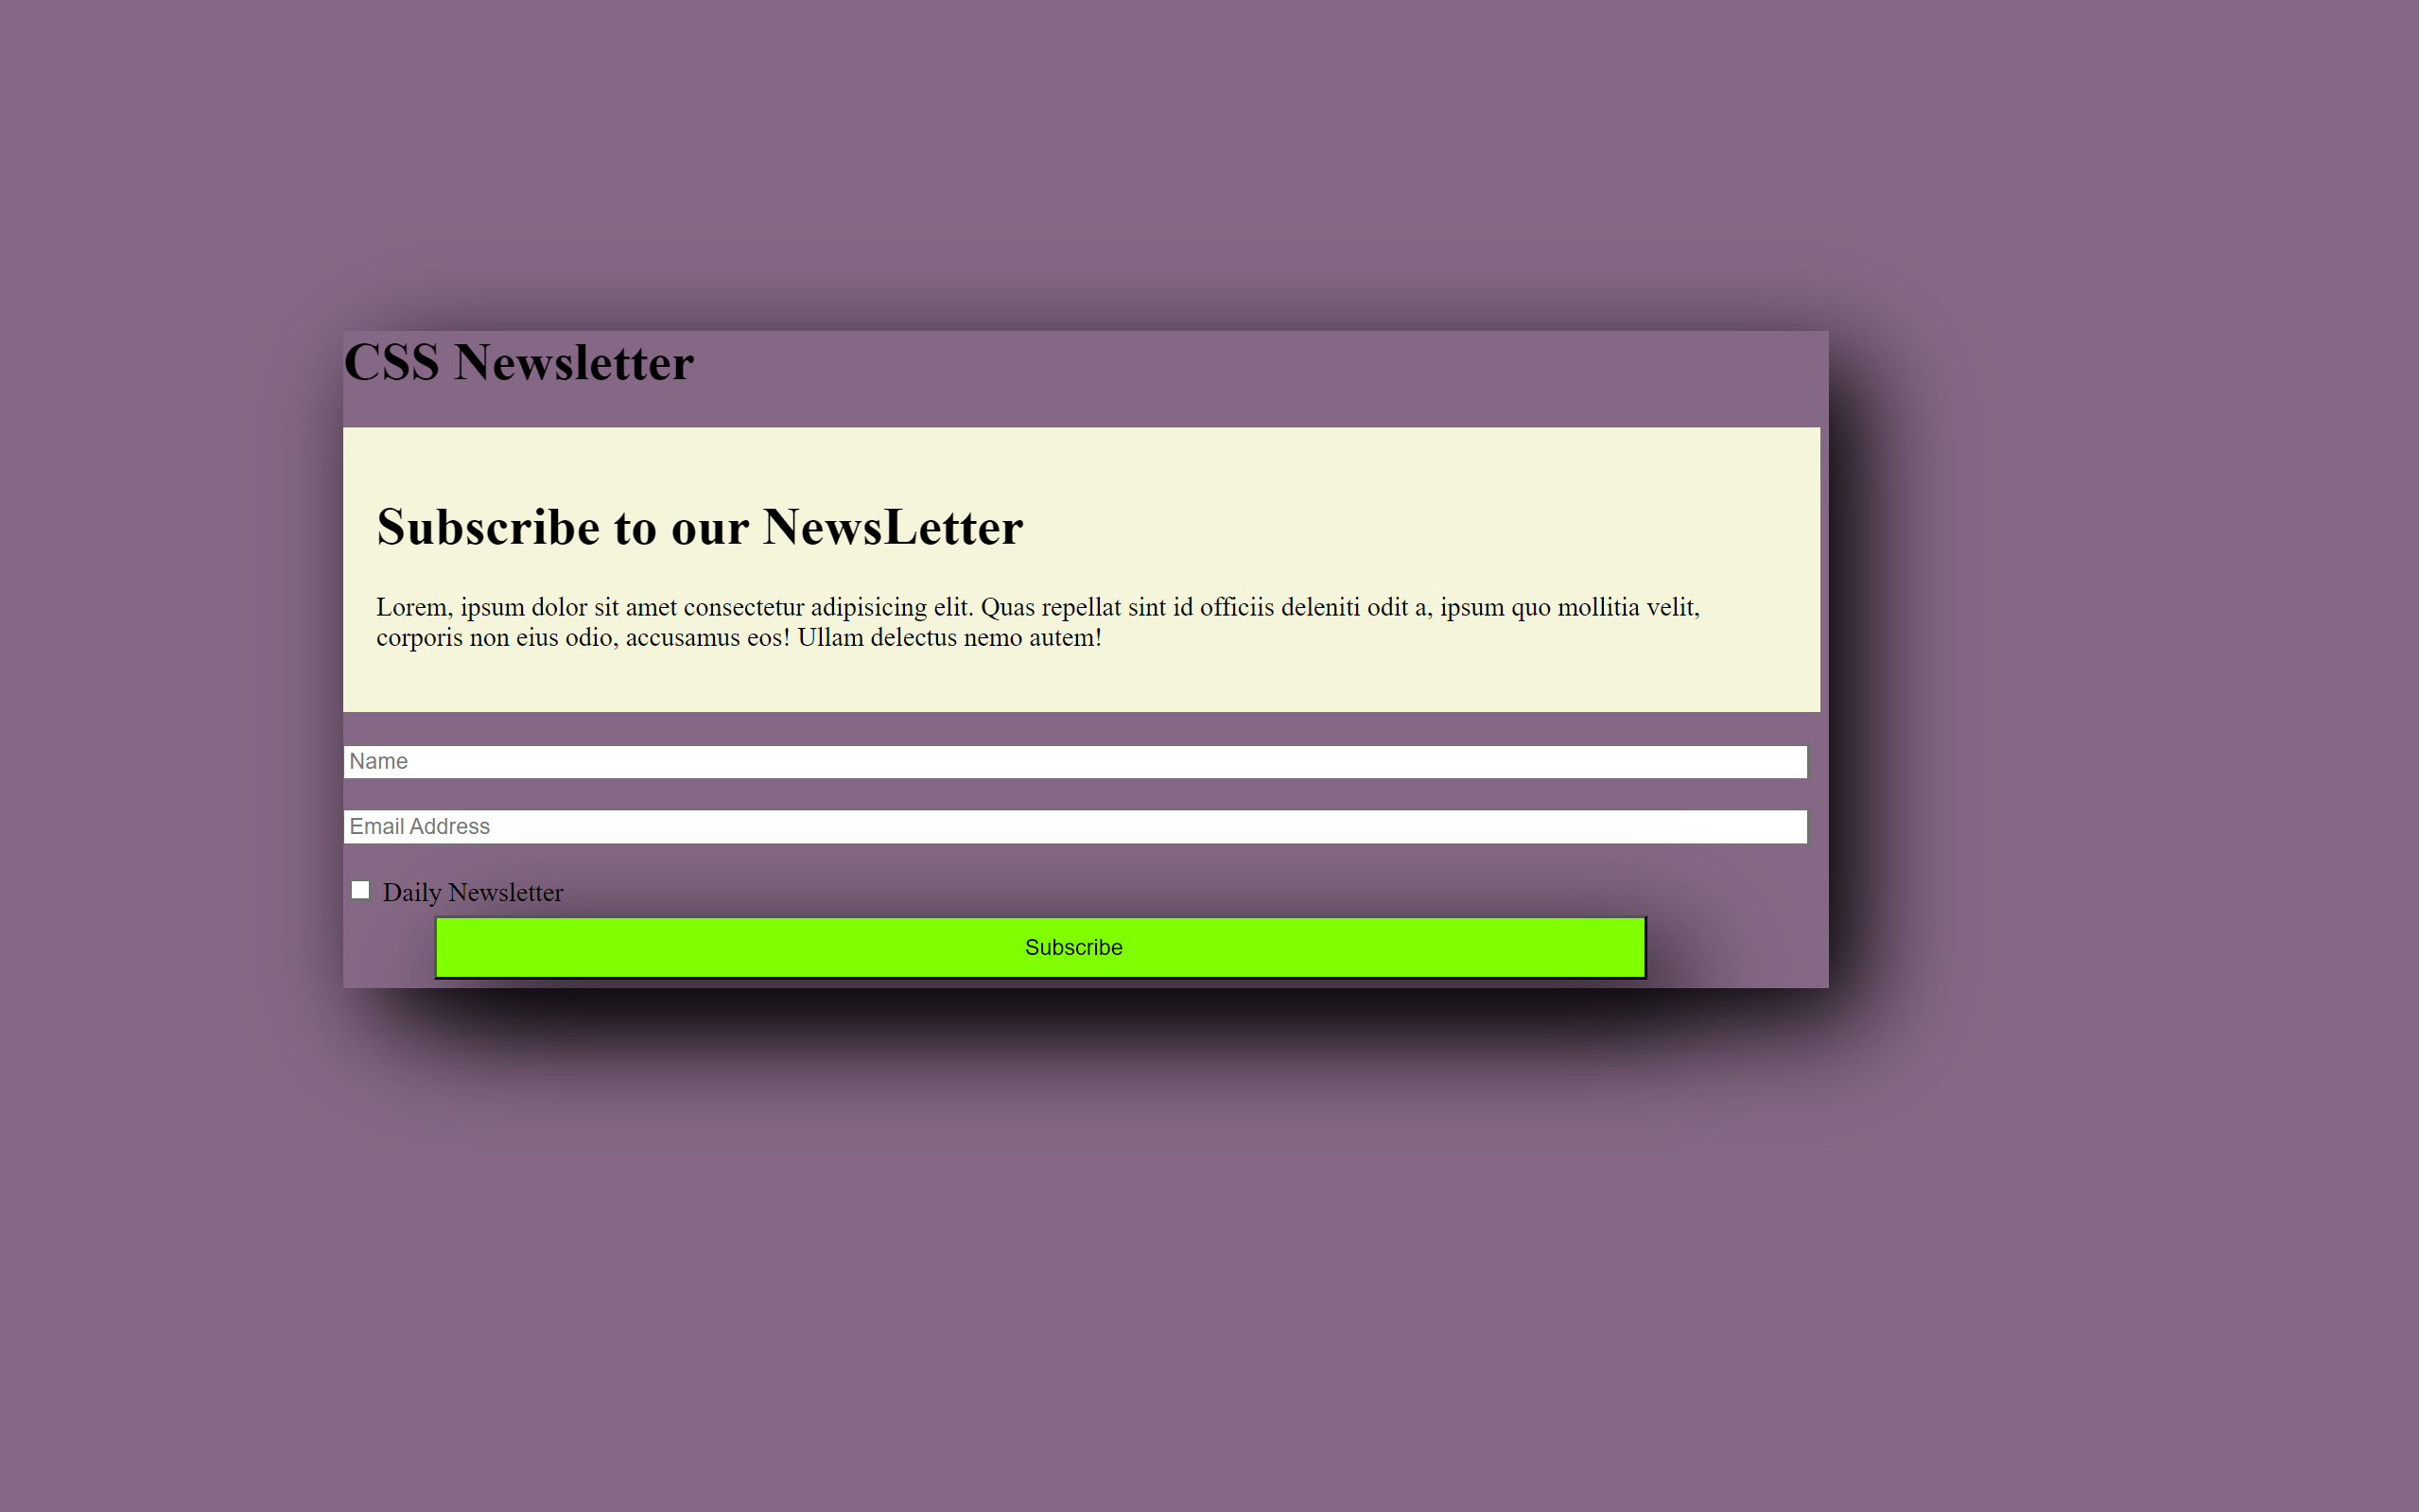 CSS Newsletter
Subscribe to our NewsLetter
Lorem, ipsum dolor sit amet consectetur adipisicing elit. Quas repellat sint id officiis deleniti odit a, ipsum quo mollitia velit,
corporis non eius odio, accusamus eos! Ullam delectus nemo autem!
Name
Email Address
Daily Newsletter
Subscribe